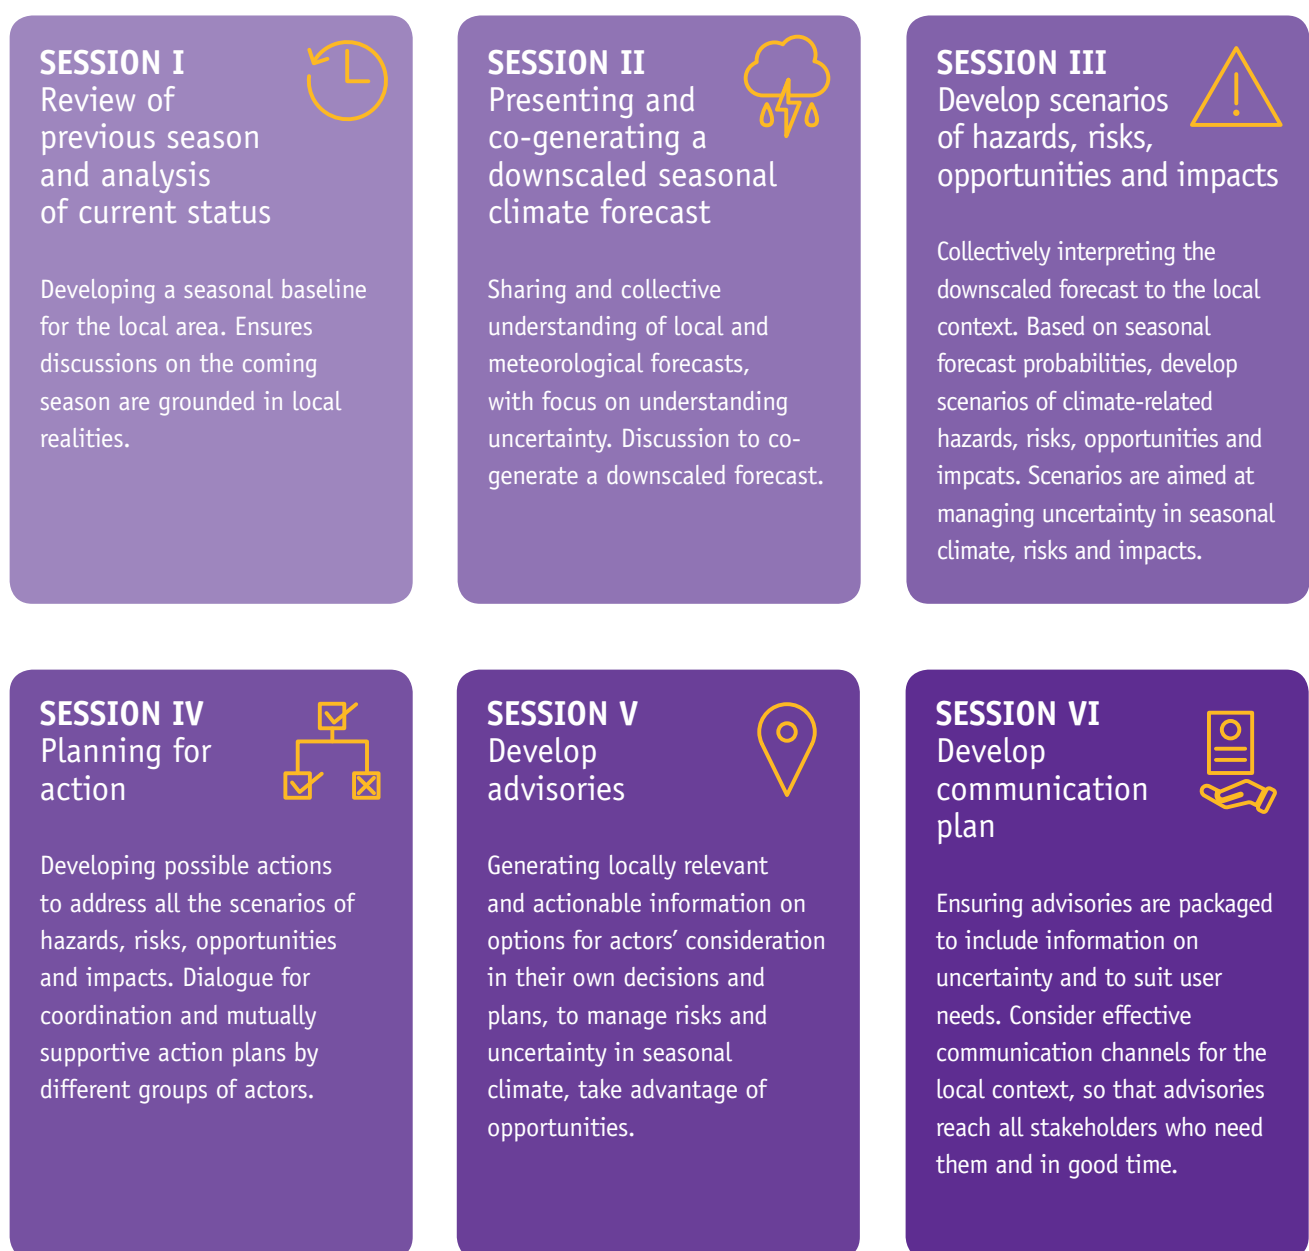 SESSION I
Review of
previous season
and analysis
of current status
Developing a seasonal baseline
for the local area. Ensures
discussions on the coming
season are grounded in local
realities.
SESSION II
Presenting and
co-generating a
downscaled seasonal
climate forecast
Sharing and collective
understanding of local and
meteorological forecasts,
with focus on understanding
uncertainty. Discussion to co-
generate a downscaled forecast.
SESSION III
Develop scenarios
of hazards, risks,
opportunities and impacts
Collectively interpreting the
downscaled forecast to the local
context. Based on seasonal
forecast probabilities, develop
scenarios of climate-related
hazards, risks, opportunities and
impcats. Scenarios are aimed at
managing uncertainty in seasonal
climate, risks and impacts.
SESSION IV
Planning for
action
Developing possible actions
to address all the scenarios of
hazards, risks, opportunities
and impacts. Dialogue for
coordination and mutually
supportive action plans by
different groups of actors.
SESSION V
Develop
advisories
Generating locally relevant
and actionable information on
options for actors’ consideration
in their own decisions and
plans, to manage risks and
uncertainty in seasonal
climate, take advantage of
opportunities.
SESSION VI
Develop
communication
plan
Ensuring advisories are packaged
to include information on
uncertainty and to suit user
needs. Consider effective
communication channels for the
local context, so that advisories
reach all stakeholders who need
them and in good time.